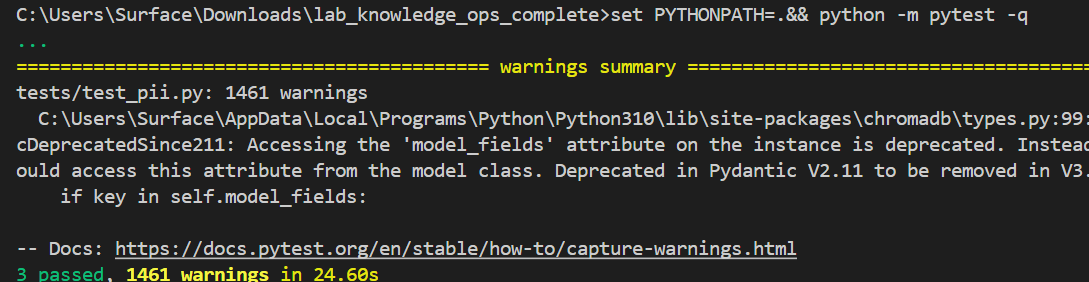 C:\Users\Surface\Downloads\lab_knowledge_ops_complete>set PYTHONPATH=.&& python -m pytest -q
...
=========================================== warnings summary ====================================
tests/test_pii.py: 1461 warnings
C:\Users\Surface\AppData\Local\Programs\Python\Python310\lib\site-packages\chromadb\types.py:99:
cDeprecatedSince211: Accessing the 'model_fields' attribute on the instance is deprecated. Instead
ould access this attribute from the model class. Deprecated in Pydantic V2.11 to be removed in V3.
if key in self.model_fields:
-- Docs: https://docs.pytest.org/en/stable/how-to/capture-warnings.html
3 passed, 1461 warnings in 24.60s